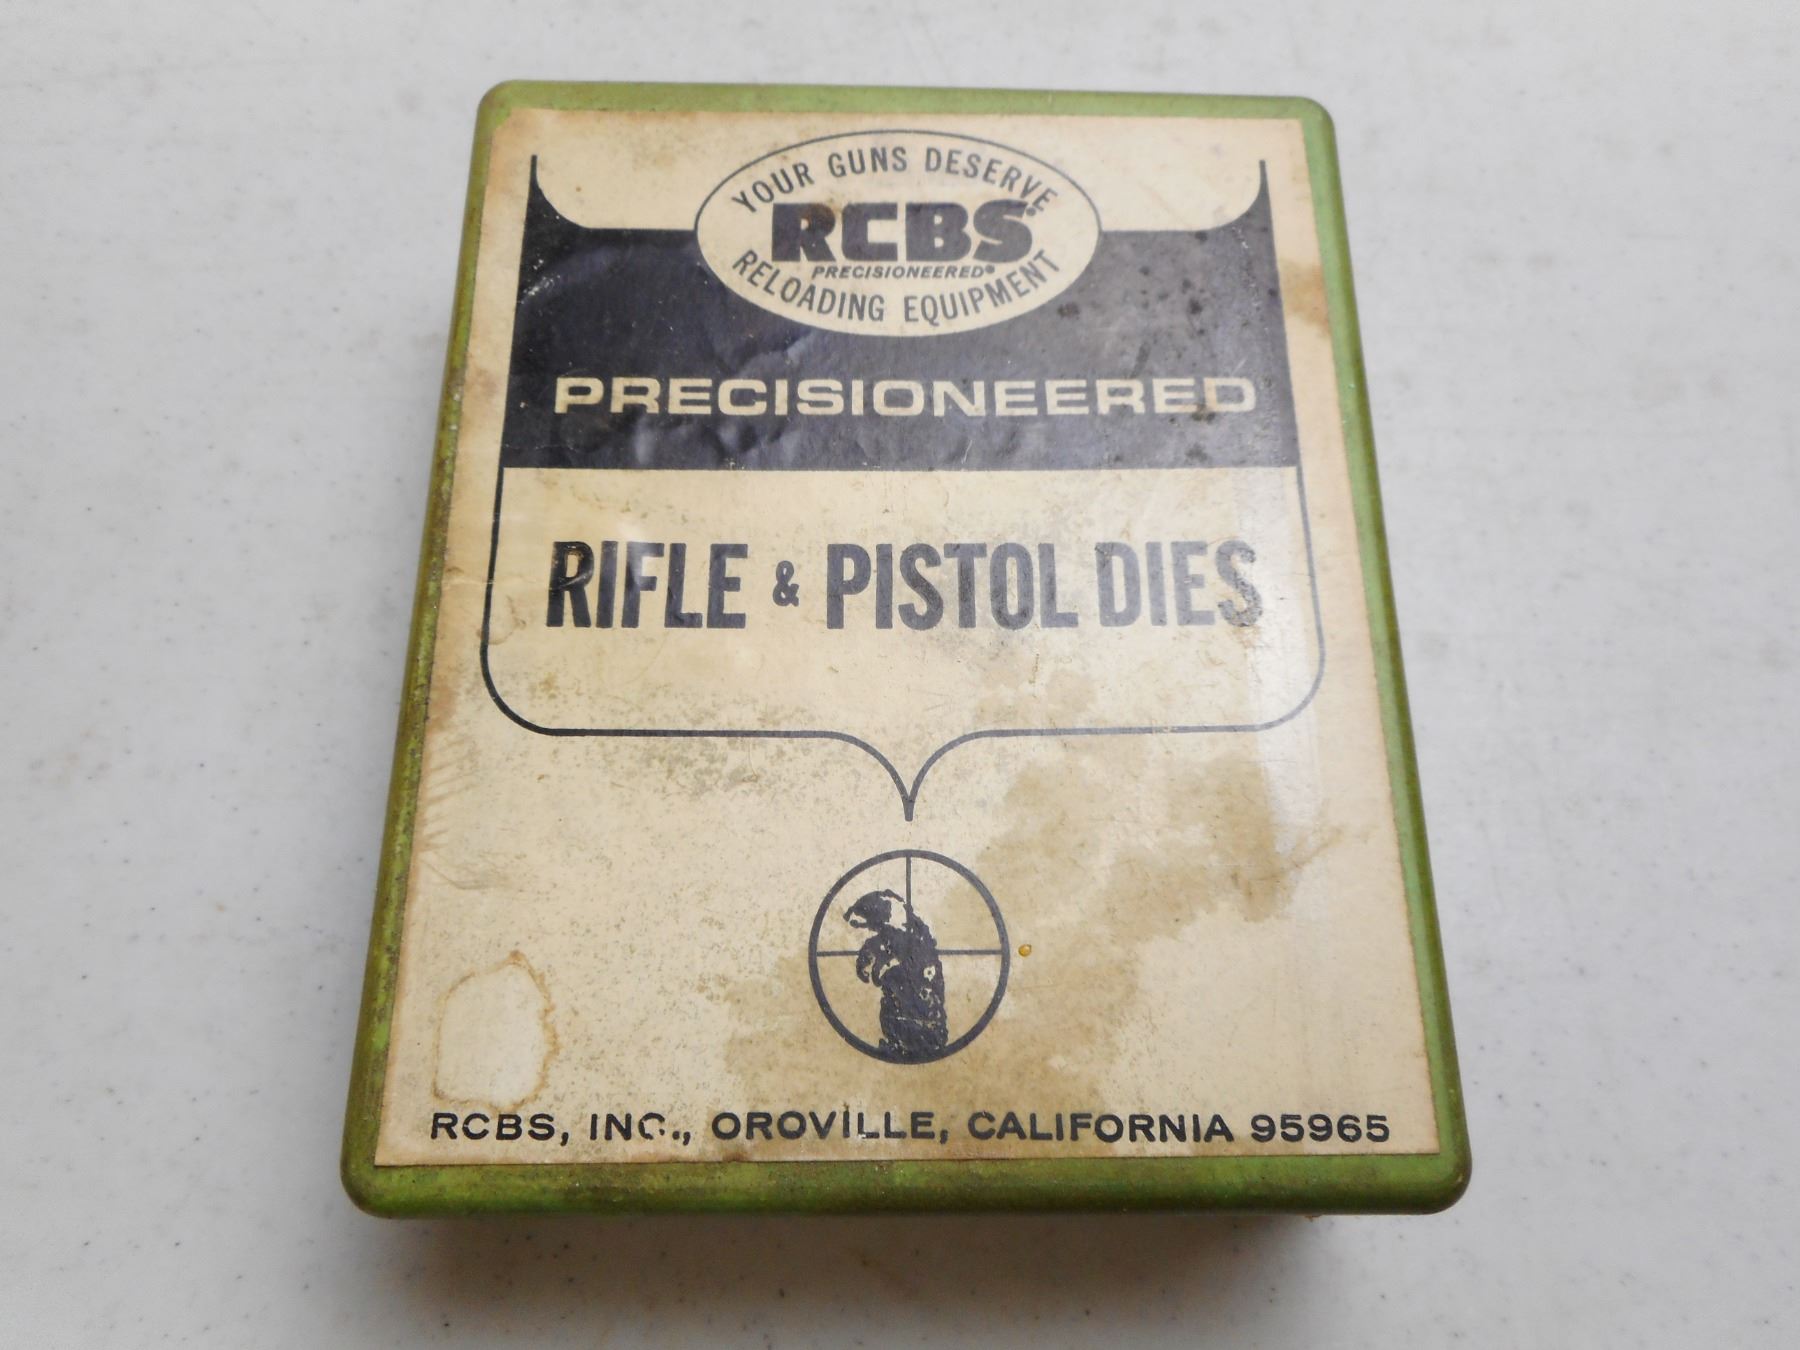 YOUR GUNS DESERVE
RCBS®
PRECISIONEERED®
RELOADING EQUIPMENT
PRECISIONEERED
RIFLE & PISTOL DIES
RCBS, INC., OROVILLE, CALIFORNIA 95965